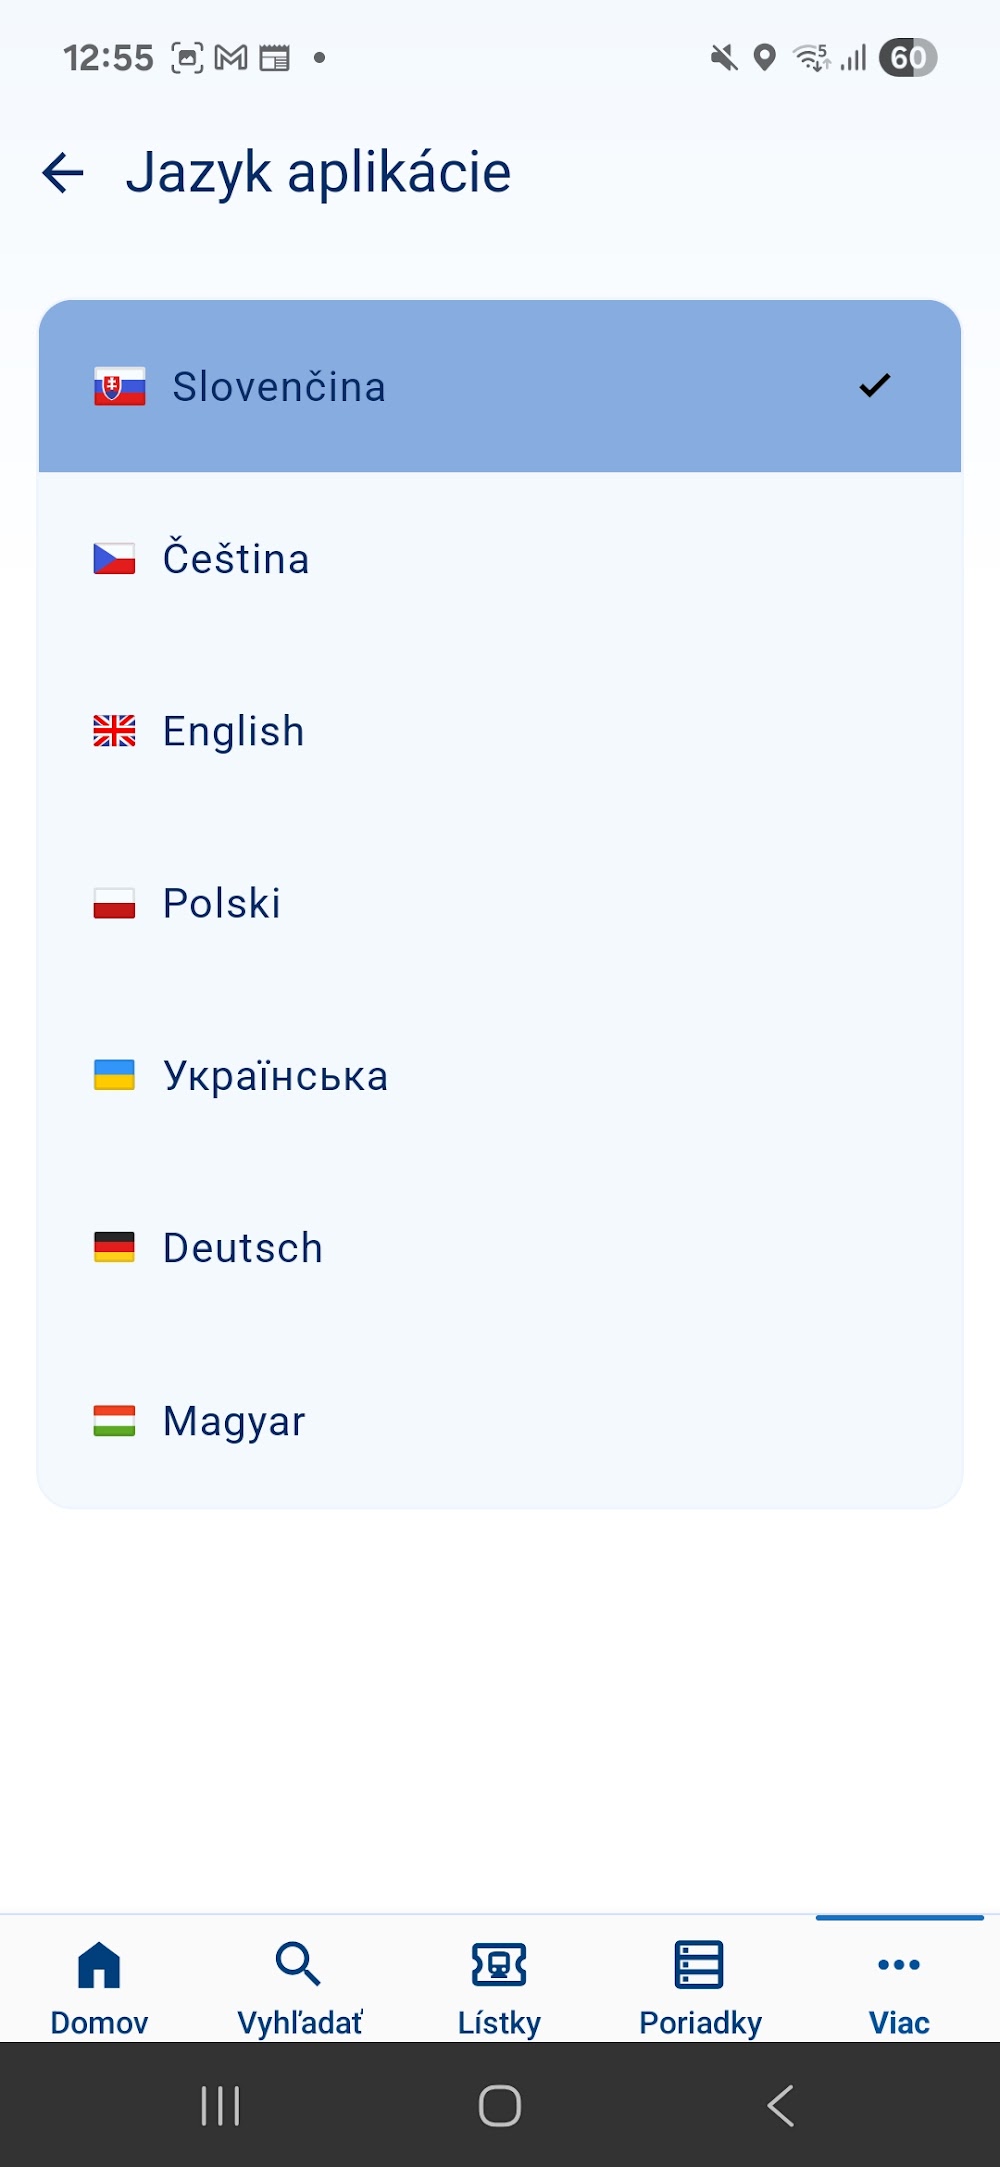 12:55
60
Jazyk aplikácie
Slovenčina
Čeština
English
Polski
Українська
Deutsch
Magyar
Domov
Vyhľadať
Lístky
Poriadky
Viac